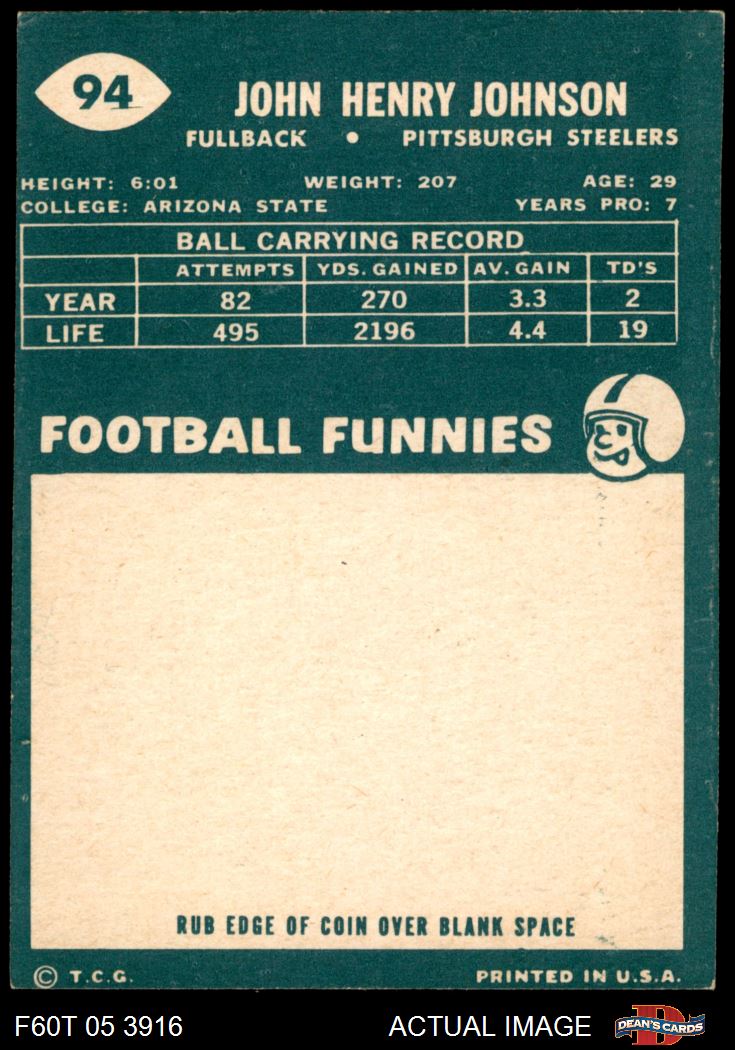 94
JOHN HENRY JOHNSON
FULLBACK • PITTSBURGH STEELERS
HEIGHT: 6:01 WEIGHT: 207 AGE: 29
COLLEGE: ARIZONA STATE YEARS PRO: 7
BALL CARRYING RECORD
ATTEMPTS YDS. GAINED AV. GAIN TD'S
YEAR 82 270 3.3 2
LIFE 495 2196 4.4 19
FOOTBALL FUNNIES
RUB EDGE OF COIN OVER BLANK SPACE
© T.C.G. PRINTED IN U.S.A.
F60T 05 3916 ACTUAL IMAGE DEAN'S CARDS